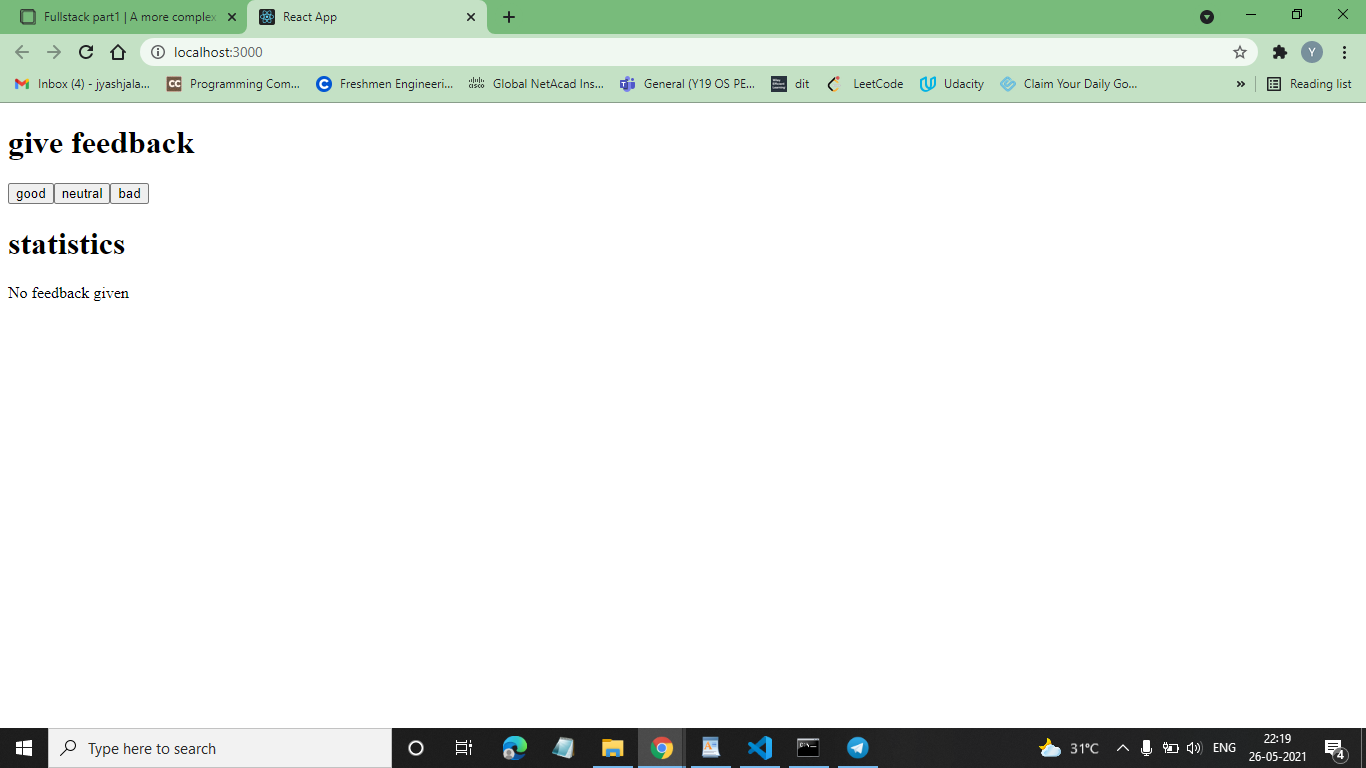 Fullstack part1 | A more complex
React App
Y
localhost:3000
Inbox (4) - jyashjala...
CC
Programming Com...
C
Freshmen Engineeri...
cisco
Global NetAcad Ins...
General (Y19 OS PE...
dit
LeetCode
Udacity
Claim Your Daily Go...
»
Reading list
give feedback
good
neutral
bad
statistics
No feedback given
Type here to search
31°C
ENG
22:19
26-05-2021
4